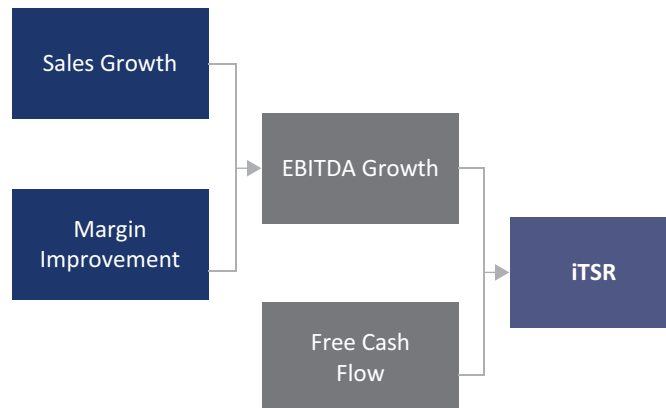 Sales Growth
EBITDA Growth
Margin
Improvement
iTSR
Free Cash
Flow